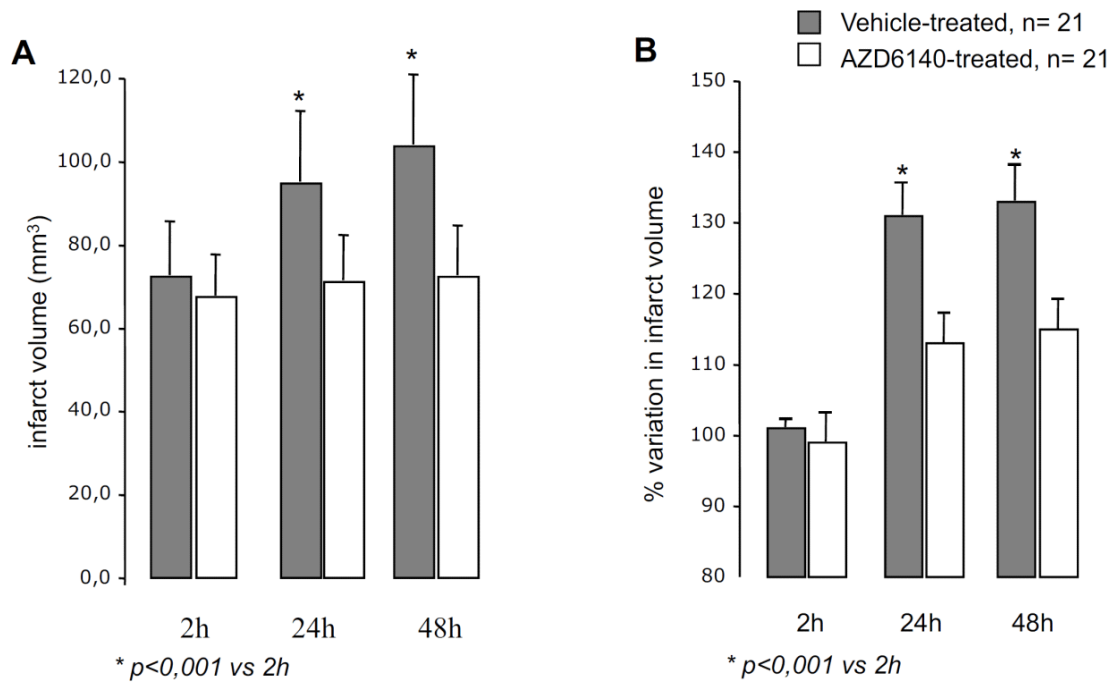 Vehicle-treated, n= 21
AZD6140-treated, n= 21
A
*
*
120,0
100,0
80,0
60,0
40,0
20,0
0,0
infarct volume (mm³)
2h 24h 48h
* p<0,001 vs 2h
B
*
*
150
140
130
120
110
100
90
80
% variation in infarct volume
2h 24h 48h
* p<0,001 vs 2h